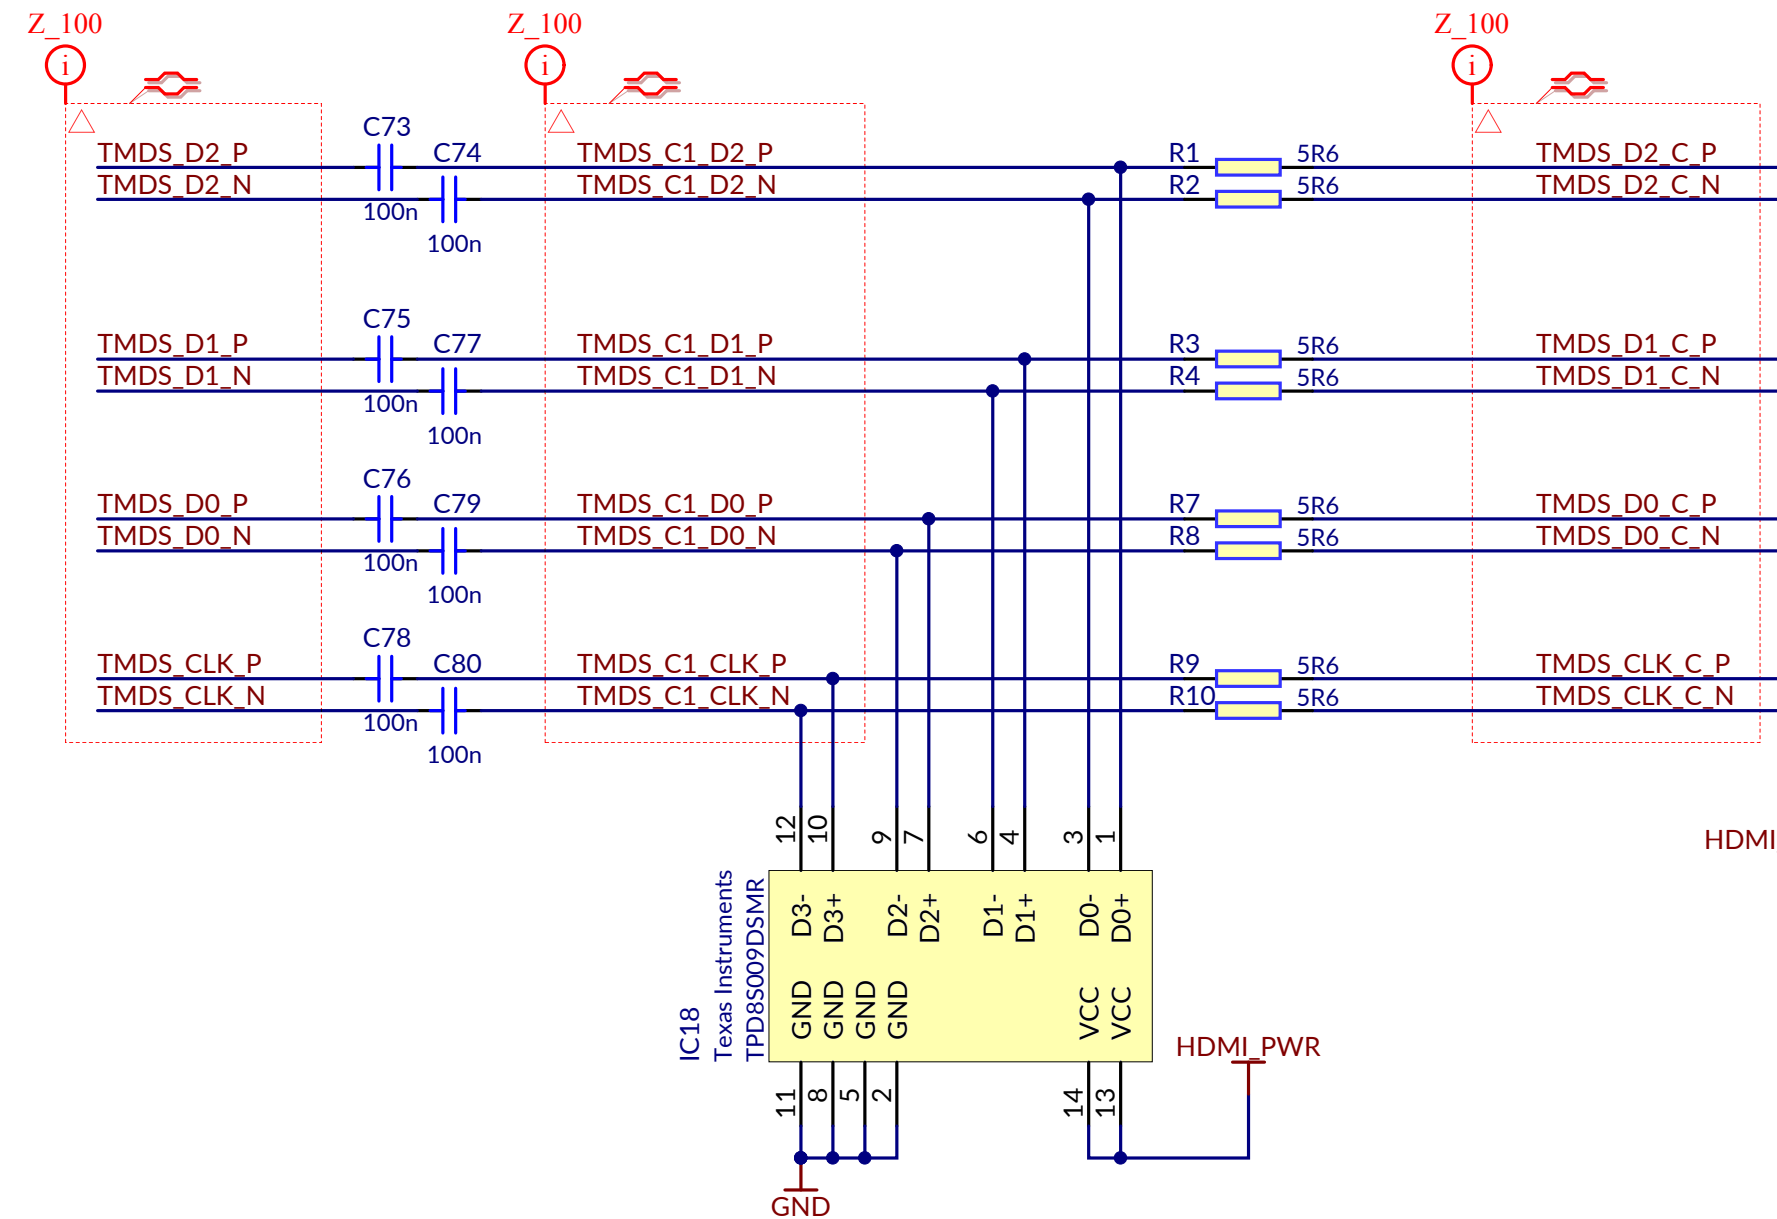 Z_100 Z_100 Z_100
i i i
C73
TMDS_D2_P C74 TMDS_C1_D2_P R1 5R6 TMDS_D2_C_P
TMDS_D2_N TMDS_C1_D2_N R2 5R6 TMDS_D2_C_N
100n
100n
C75
TMDS_D1_P C77 TMDS_C1_D1_P R3 5R6 TMDS_D1_C_P
TMDS_D1_N TMDS_C1_D1_N R4 5R6 TMDS_D1_C_N
100n
100n
C76
TMDS_D0_P C79 TMDS_C1_D0_P R7 5R6 TMDS_D0_C_P
TMDS_D0_N TMDS_C1_D0_N R8 5R6 TMDS_D0_C_N
100n
100n
C78
TMDS_CLK_P C80 TMDS_C1_CLK_P R9 5R6 TMDS_CLK_C_P
TMDS_CLK_N TMDS_C1_CLK_N R10 5R6 TMDS_CLK_C_N
100n
100n
12 10 9 7 6 4 3 1
HDMI
IC18
Texas Instruments
TPD8S009DSMR
D3- D3+ D2- D2+ D1- D1+ D0- D0+
GND GND GND GND VCC VCC
HDMI_PWR
11 8 5 2 14 13
GND